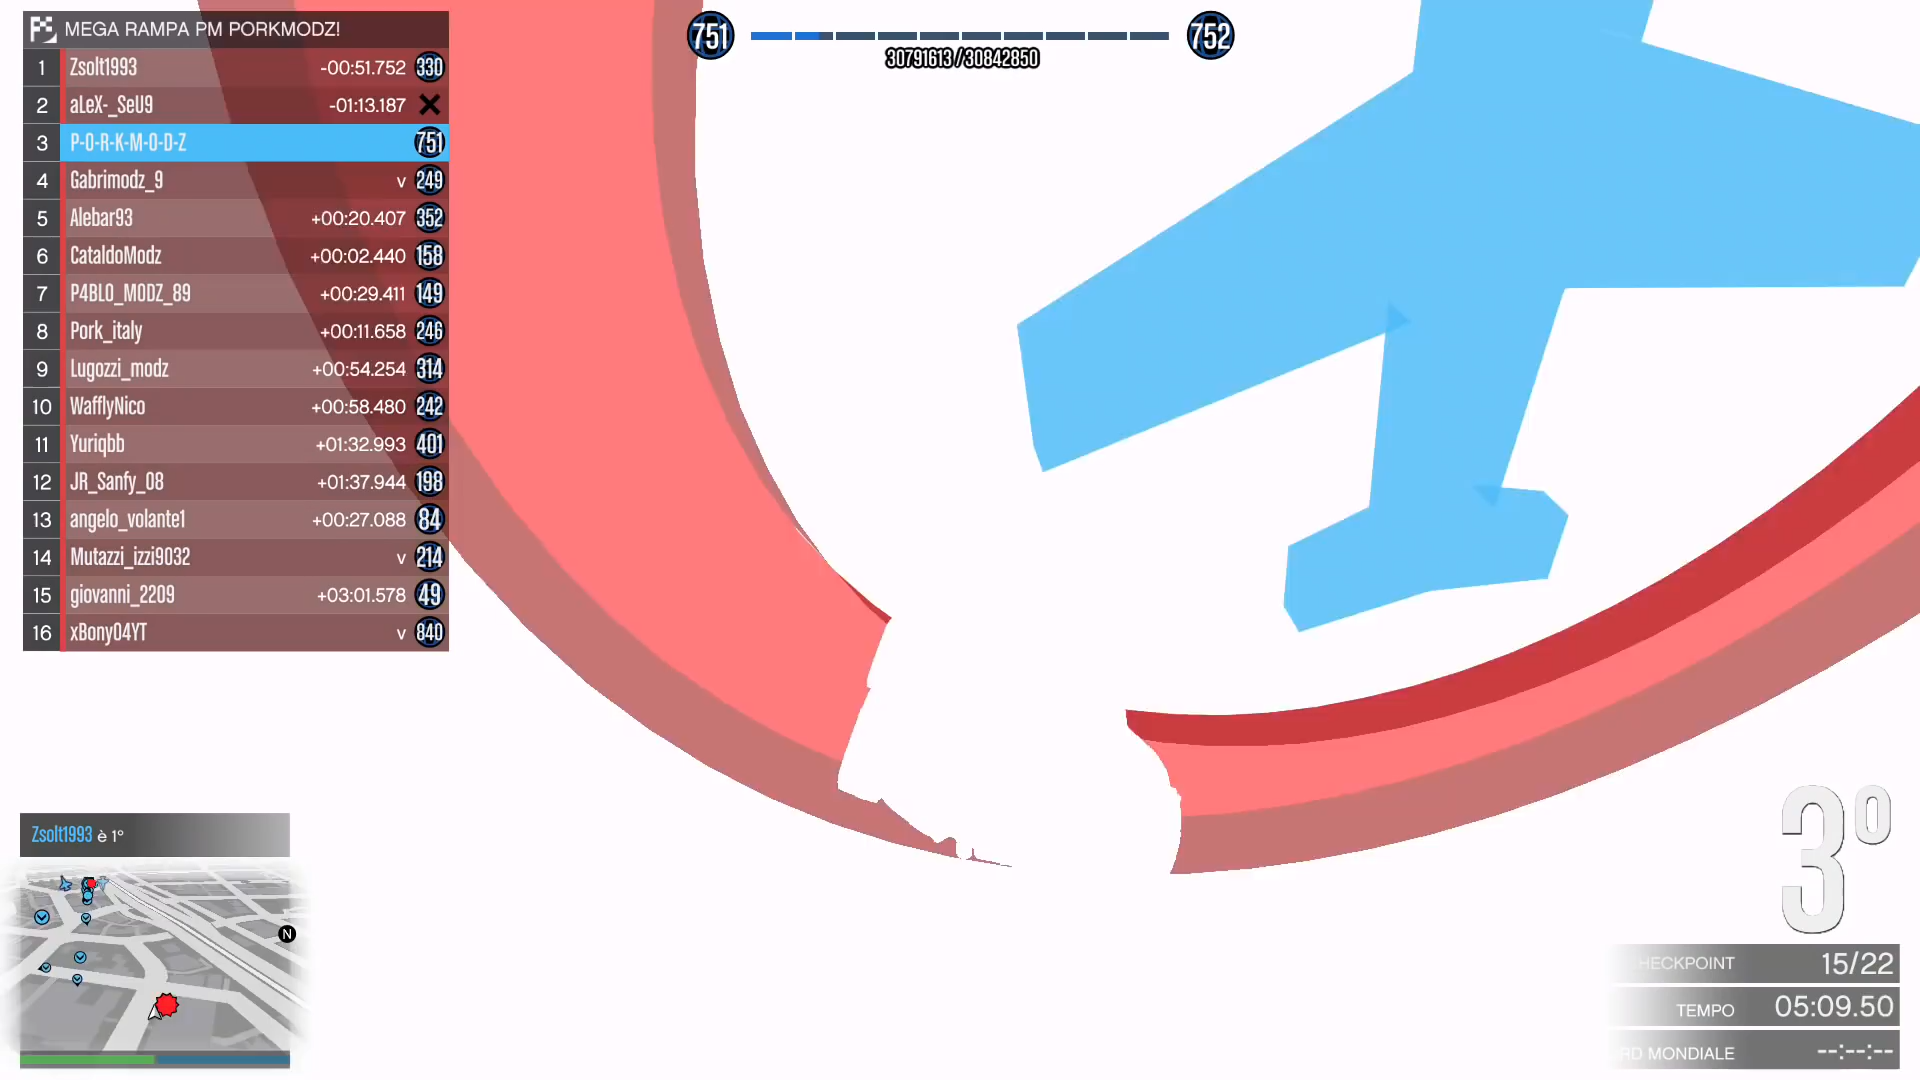 MEGA RAMPA PM PORKMODZ!
1 Zsolt1993 -00:51.752 330
2 aLeX-_SeU9 -01:13.187
3 P-O-R-K-M-O-D-Z 751
4 Gabrimodz_9 v 249
5 Alebar93 +00:20.407 352
6 CataldoModz +00:02.440 158
7 P4BLO_MODZ_89 +00:29.411 149
8 Pork_italy +00:11.658 246
9 Lugozzi_modz +00:54.254 314
10 WafflyNico +00:58.480 242
11 Yuriqbb +01:32.993 401
12 JR_Sanfy_08 +01:37.944 198
13 angelo_volante1 +00:27.088 84
14 Mutazzi_izzi9032 v 214
15 giovanni_2209 +03:01.578 49
16 xBony04YT v 840
751 752
30791613/30842850
Zsolt1993 è 1°
N
3º
HECKPOINT 15/22
TEMPO 05:09.50
RD MONDIALE --:--:--